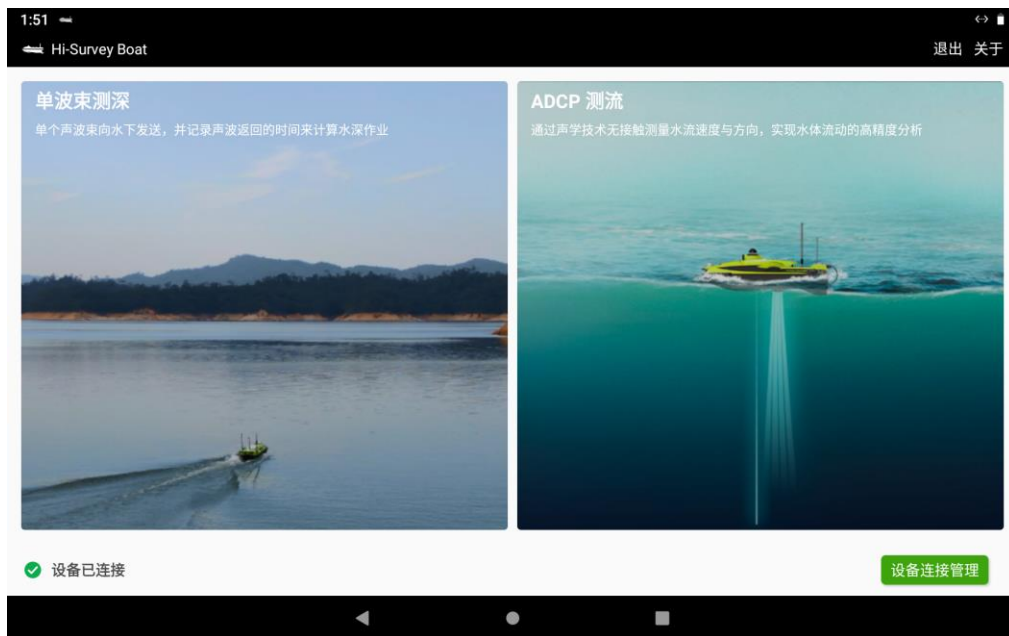 1:51
Hi-Survey Boat
退出 关于
单波束测深
单个声波束向水下发送，并记录声波返回的时间来计算水深作业
ADCP 测流
通过声学技术无接触测量水流速度与方向，实现水体流动的高精度分析
设备已连接
设备连接管理